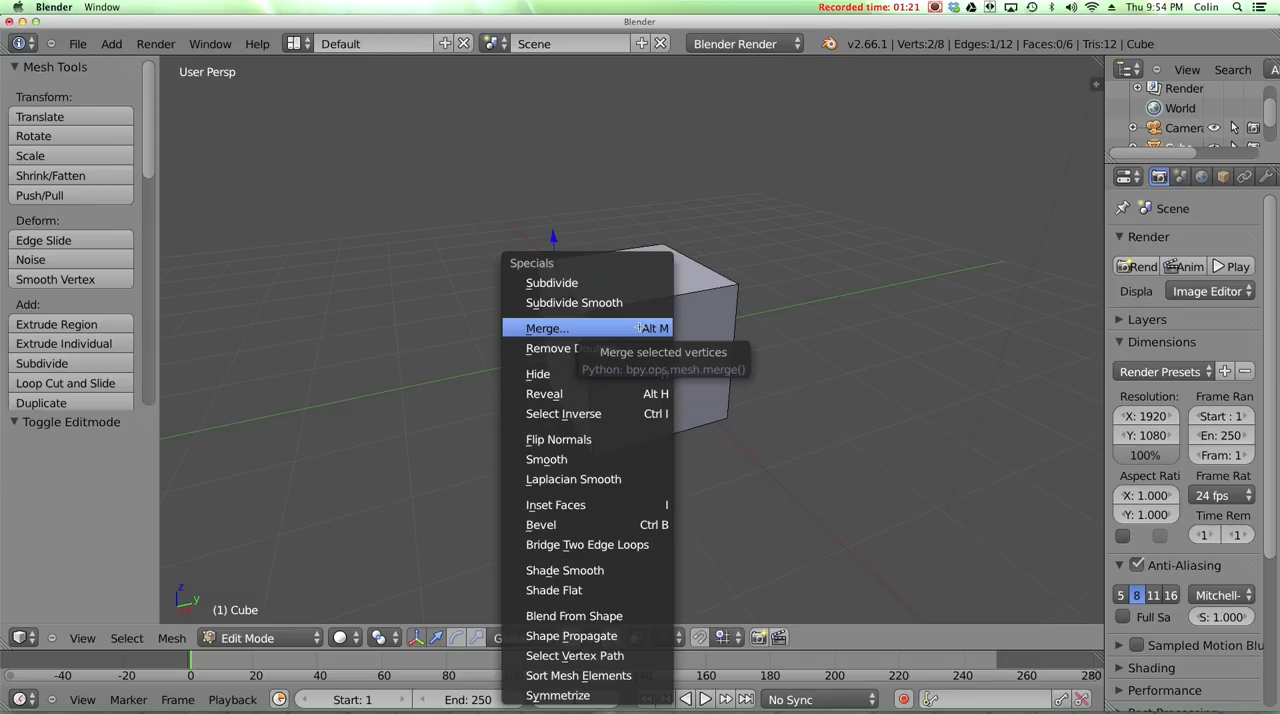 Blender File Edit Window Help Recorded time: 01:21 Thu 9:54 PM Colin
Blender
File Add Render Window Help Default Scene Blender Render v2.66.1 | Verts:2/8 | Edges:1/12 | Faces:0/6 | Tris:12 | Cube
View Search A
Mesh Tools
Transform:
Translate
Rotate
Scale
Shrink/Fatten
Push/Pull
Deform:
Edge Slide
Noise
Smooth Vertex
Add:
Extrude Region
Extrude Individual
Subdivide
Loop Cut and Slide
Duplicate
Toggle Editmode
User Persp
Specials
Subdivide
Subdivide Smooth
Merge... Alt M
Remove Dou
Merge selected vertices
Python: bpy.ops.mesh.merge()
Hide
Reveal Alt H
Select Inverse Ctrl I
Flip Normals
Smooth
Laplacian Smooth
Inset Faces I
Bevel Ctrl B
Bridge Two Edge Loops
Shade Smooth
Shade Flat
Blend From Shape
Shape Propagate
Select Vertex Path
Sort Mesh Elements
Symmetrize
z
y
(1) Cube
Render
World
Camera
Scene
Render
Rend Anim Play
Displa Image Editor
Layers
Dimensions
Render Presets
Resolution: Frame Ran
X: 1920 Start : 1
Y: 1080 En: 250
100% Fram: 1
Aspect Rati Frame Rat
X: 1.000 24 fps
Y: 1.000 Time Rem
1 1
Anti-Aliasing
5 8 11 16 Mitchell-
Full Sa S: 1.000
Sampled Motion Blu
Shading
Performance
View Select Mesh Edit Mode
-40 -20 0 20 40 60 80 240 260 280
View Marker Frame Playback Start: 1 End: 250 No Sync